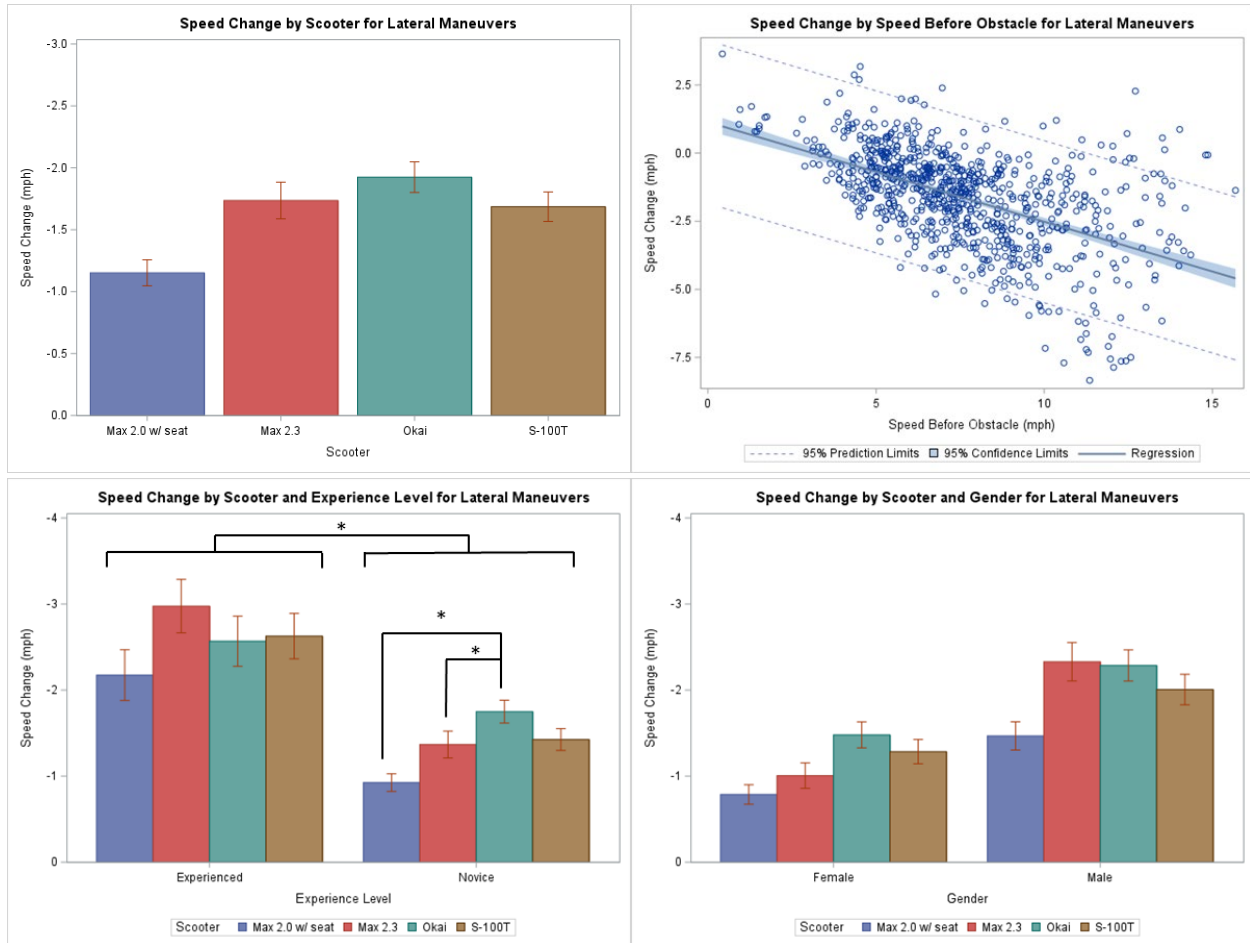 Speed Change by Scooter for Lateral Maneuvers
-3.0
-2.5
-2.0
-1.5
-1.0
-0.5
0.0
Speed Change (mph)
Max 2.0 w/ seat Max 2.3 Okai S-100T
Scooter
Speed Change by Speed Before Obstacle for Lateral Maneuvers
2.5
0.0
-2.5
-5.0
-7.5
Speed Change (mph)
0 5 10 15
Speed Before Obstacle (mph)
95% Prediction Limits 95% Confidence Limits Regression
Speed Change by Scooter and Experience Level for Lateral Maneuvers
-4
-3
-2
-1
0
Speed Change (mph)
*
*
*
Experienced Novice
Experience Level
Scooter Max 2.0 w/ seat Max 2.3 Okai S-100T
Speed Change by Scooter and Gender for Lateral Maneuvers
-4
-3
-2
-1
0
Speed Change (mph)
Female Male
Gender
Scooter Max 2.0 w/ seat Max 2.3 Okai S-100T